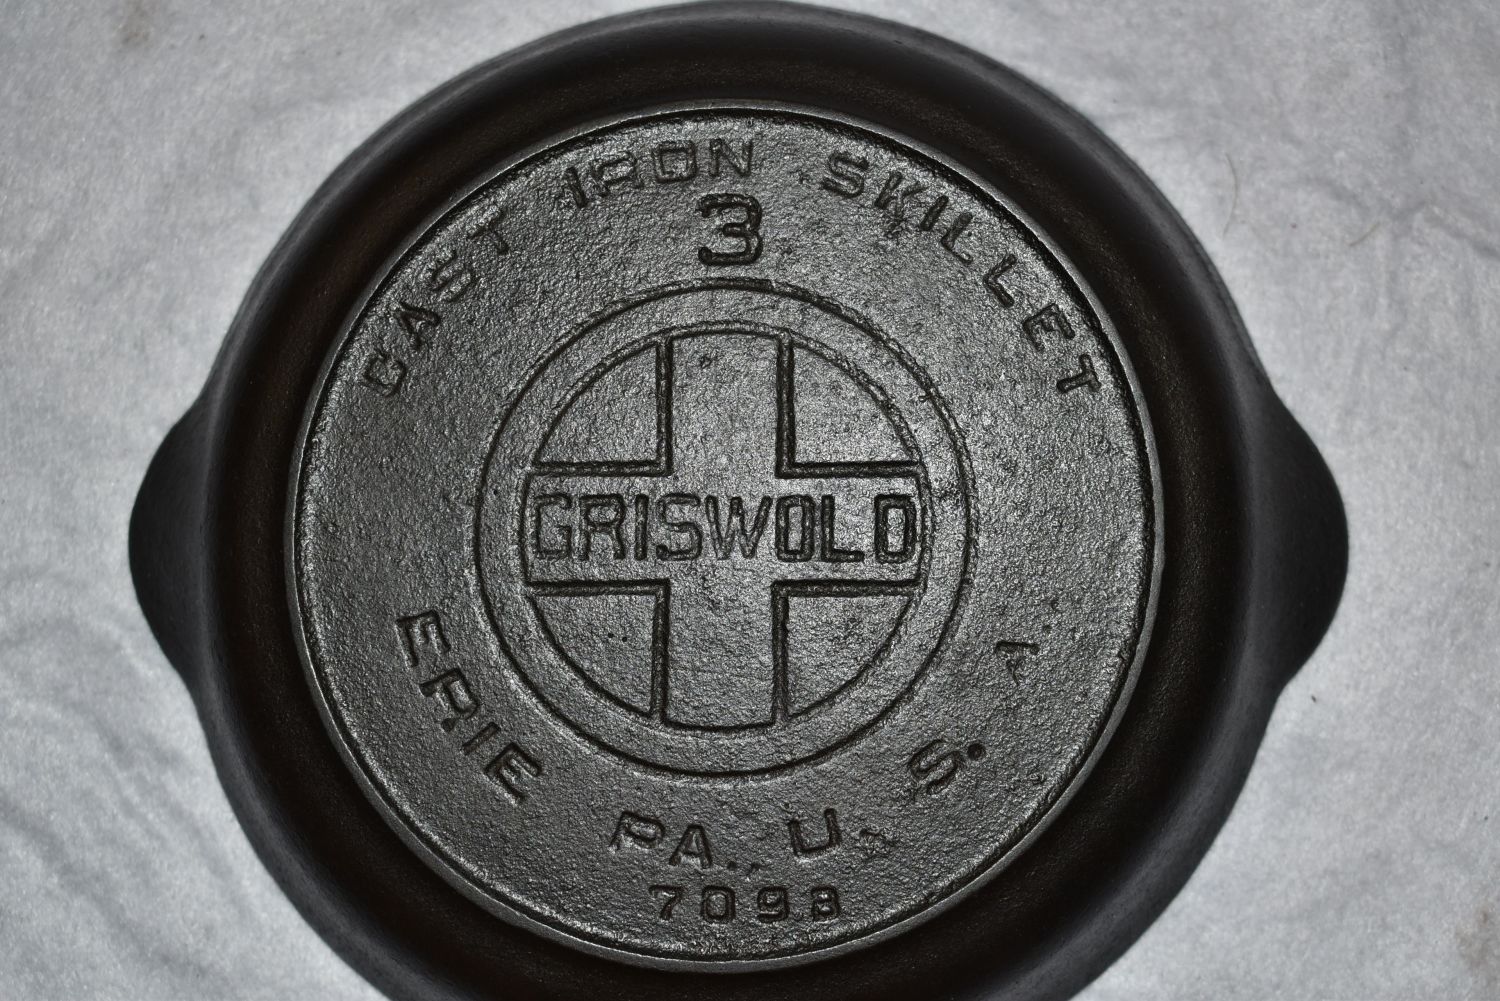 CAST IRON SKILLET
3
GRISWOLD
ERIE PA., U.S.A.
709B